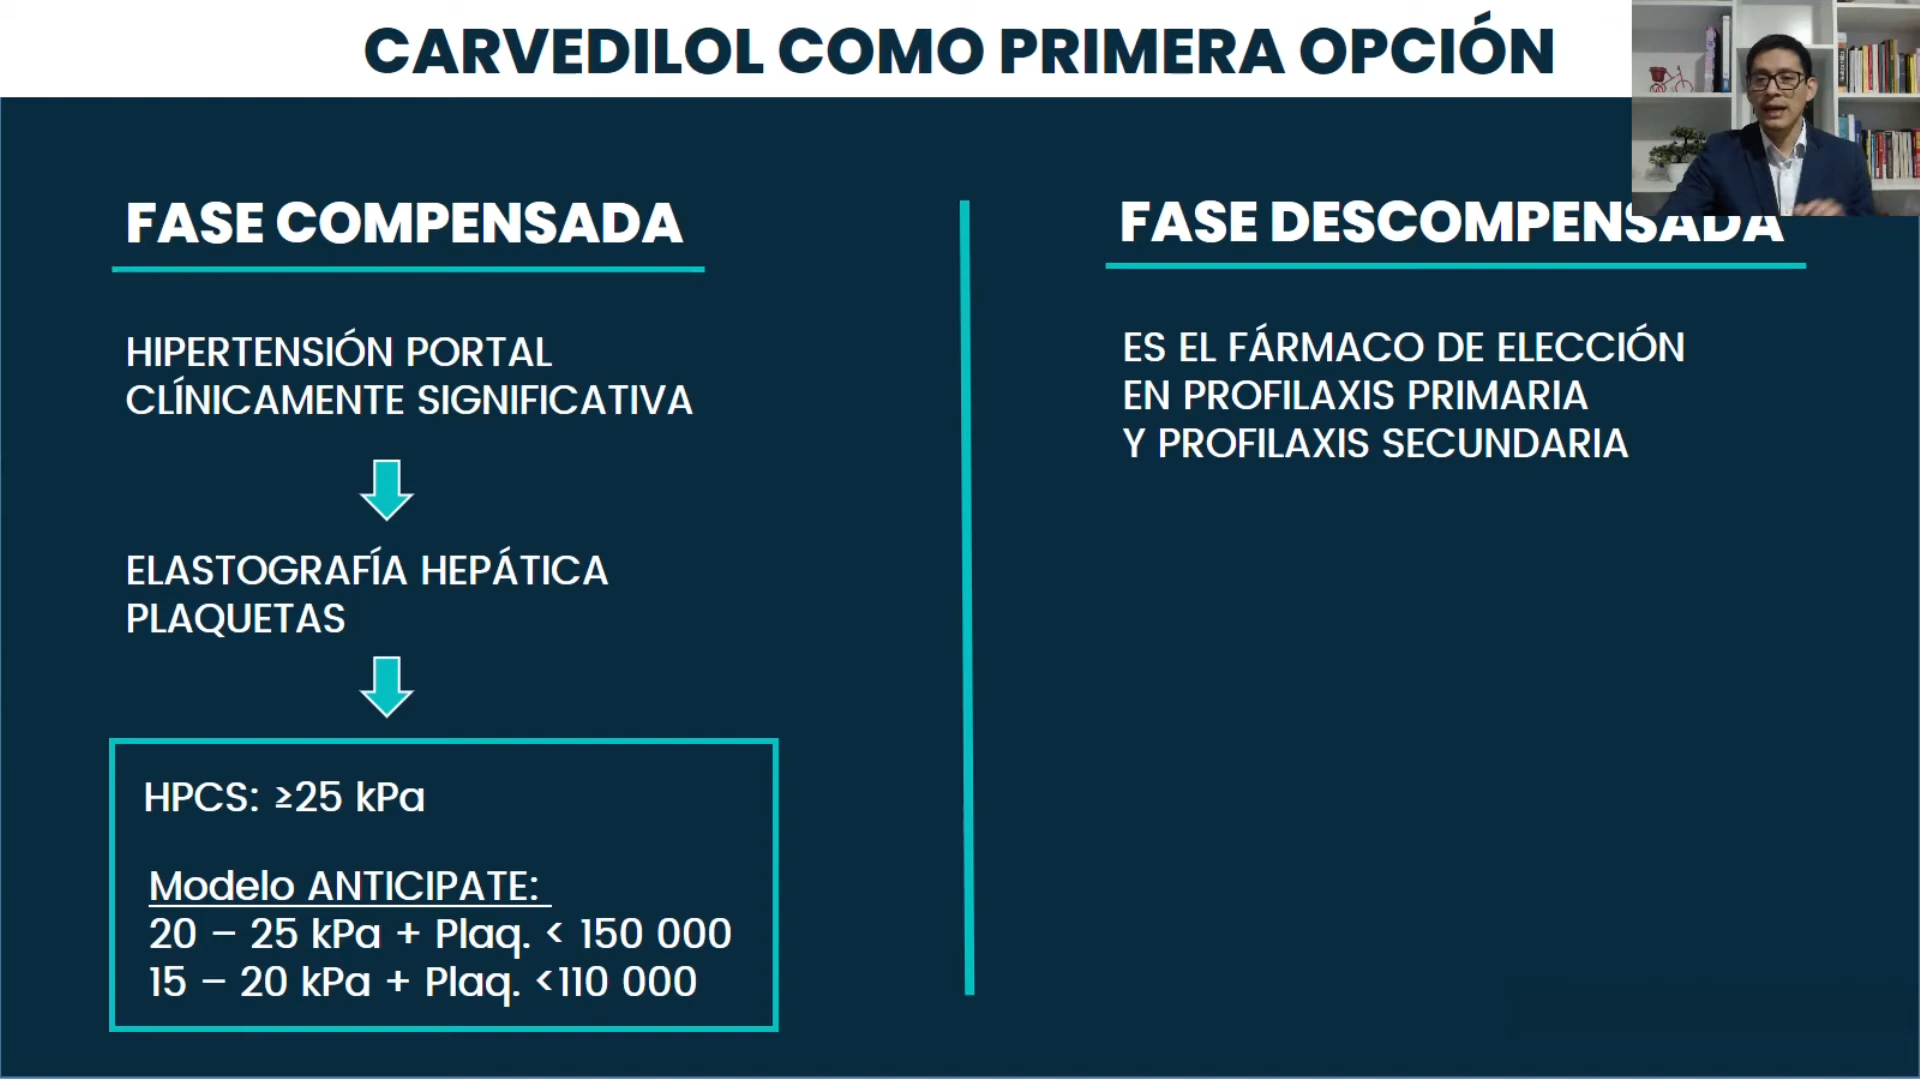 CARVEDILOL COMO PRIMERA OPCIÓN
FASE COMPENSADA
HIPERTENSIÓN PORTAL
CLÍNICAMENTE SIGNIFICATIVA
ELASTOGRAFÍA HEPÁTICA
PLAQUETAS
HPCS: ≥25 kPa
Modelo ANTICIPATE:
20 – 25 kPa + Plaq. < 150 000
15 – 20 kPa + Plaq. <110 000
FASE DESCOMPENSADA
ES EL FÁRMACO DE ELECCIÓN
EN PROFILAXIS PRIMARIA
Y PROFILAXIS SECUNDARIA